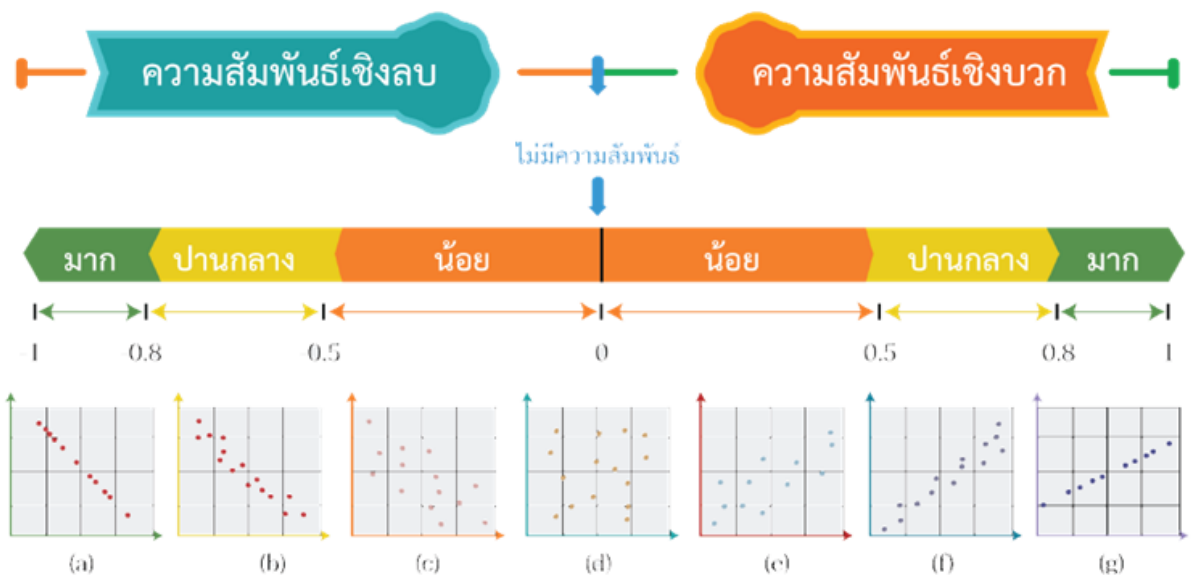 ความสัมพันธ์เชิงลบ ความสัมพันธ์เชิงบวก
ไม่มีความสัมพันธ์
มาก ปานกลาง น้อย น้อย ปานกลาง มาก
-1 -0.8 -0.5 0 0.5 0.8 1
(a) (b) (c) (d) (e) (f) (g)